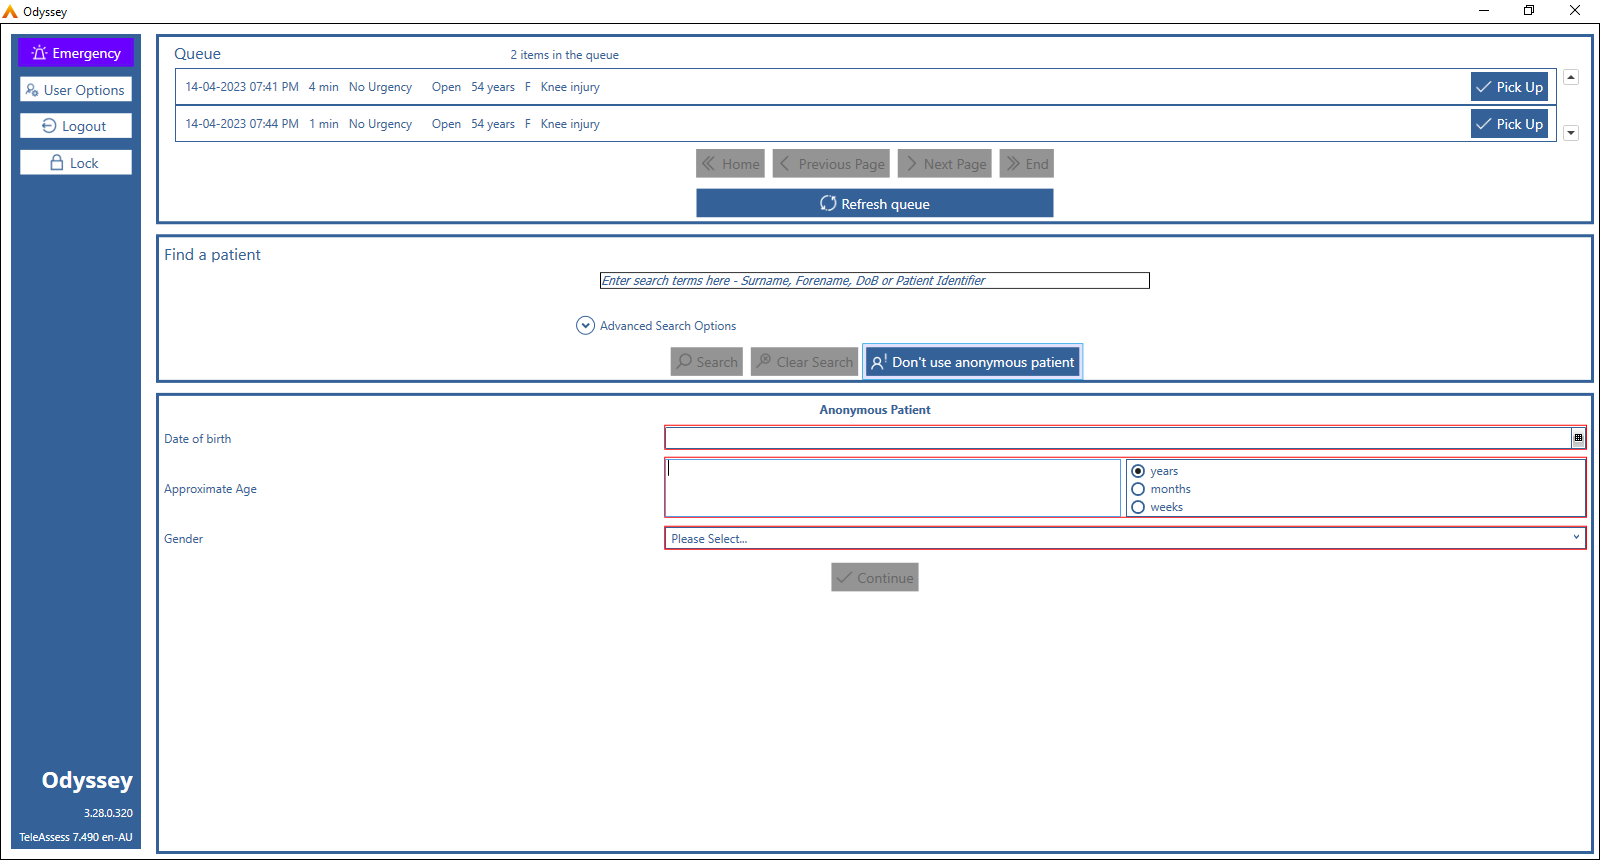 Odyssey
Emergency
User Options
Logout
Lock
Queue 2 items in the queue
14-04-2023 07:41 PM 4 min No Urgency Open 54 years F Knee injury Pick Up
14-04-2023 07:44 PM 1 min No Urgency Open 54 years F Knee injury Pick Up
Home Previous Page Next Page End
Refresh queue
Find a patient
Enter search terms here - Surname, Forename, DoB or Patient Identifier
Advanced Search Options
Search Clear Search Don't use anonymous patient
Anonymous Patient
Date of birth
Approximate Age
years
months
weeks
Gender Please Select...
Continue
Odyssey
3.28.0.320
TeleAssess 7.490 en-AU